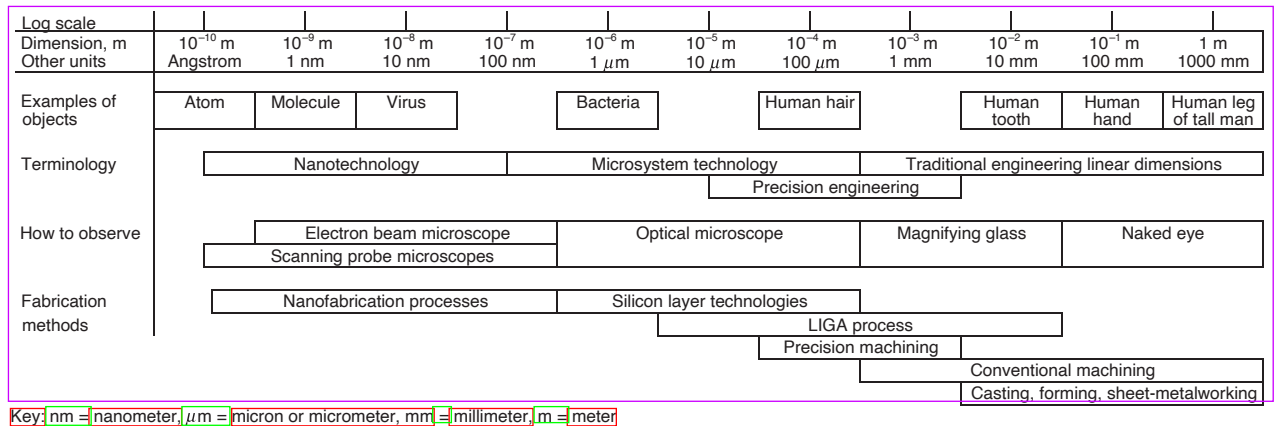 Log scale
Dimension, m 10⁻¹⁰ m 10⁻⁹ m 10⁻⁸ m 10⁻⁷ m 10⁻⁶ m 10⁻⁵ m 10⁻⁴ m 10⁻³ m 10⁻² m 10⁻¹ m 1 m
Other units Angstrom 1 nm 10 nm 100 nm 1 μm 10 μm 100 μm 1 mm 10 mm 100 mm 1000 mm
Examples of Atom Molecule Virus Bacteria Human hair Human Human Human leg
objects tooth hand of tall man
Terminology Nanotechnology Microsystem technology Traditional engineering linear dimensions
Precision engineering
How to observe Electron beam microscope Optical microscope Magnifying glass Naked eye
Scanning probe microscopes
Fabrication Nanofabrication processes Silicon layer technologies
methods LIGA process
Precision machining
Conventional machining
Casting, forming, sheet-metalworking
Key: nm = nanometer, μm = micron or micrometer, mm = millimeter, m = meter